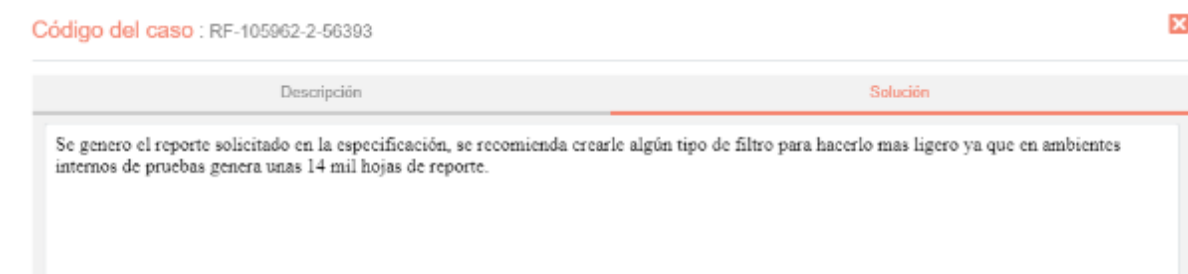 Código del caso : RF-105962-2-56393
Descripción
Solución
Se genero el reporte solicitado en la especificación, se recomienda crearle algún tipo de filtro para hacerlo mas ligero ya que en ambientes
internos de pruebas genera unas 14 mil hojas de reporte.